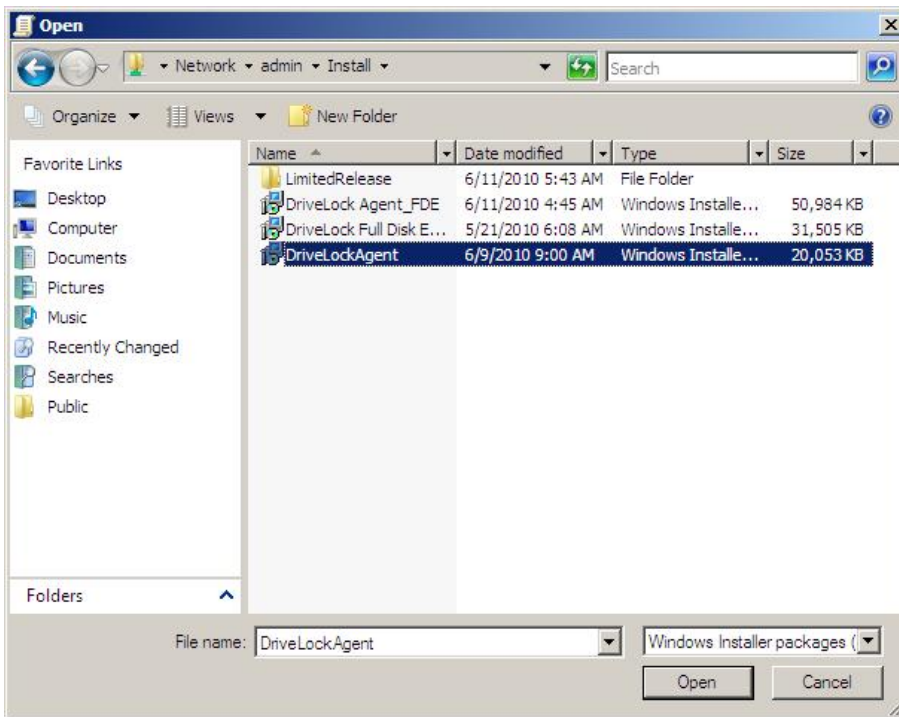 Open
Network admin Install
Search
Organize Views New Folder
Favorite Links
Desktop
Computer
Documents
Pictures
Music
Recently Changed
Searches
Public
Folders
Name Date modified Type Size
LimitedRelease 6/11/2010 5:43 AM File Folder
DriveLock Agent_FDE 6/11/2010 4:45 AM Windows Installe... 50,984 KB
DriveLock Full Disk E... 5/21/2010 6:08 AM Windows Installe... 31,505 KB
DriveLockAgent 6/9/2010 9:00 AM Windows Installe... 20,053 KB
File name: DriveLockAgent Windows Installer packages (
Open Cancel